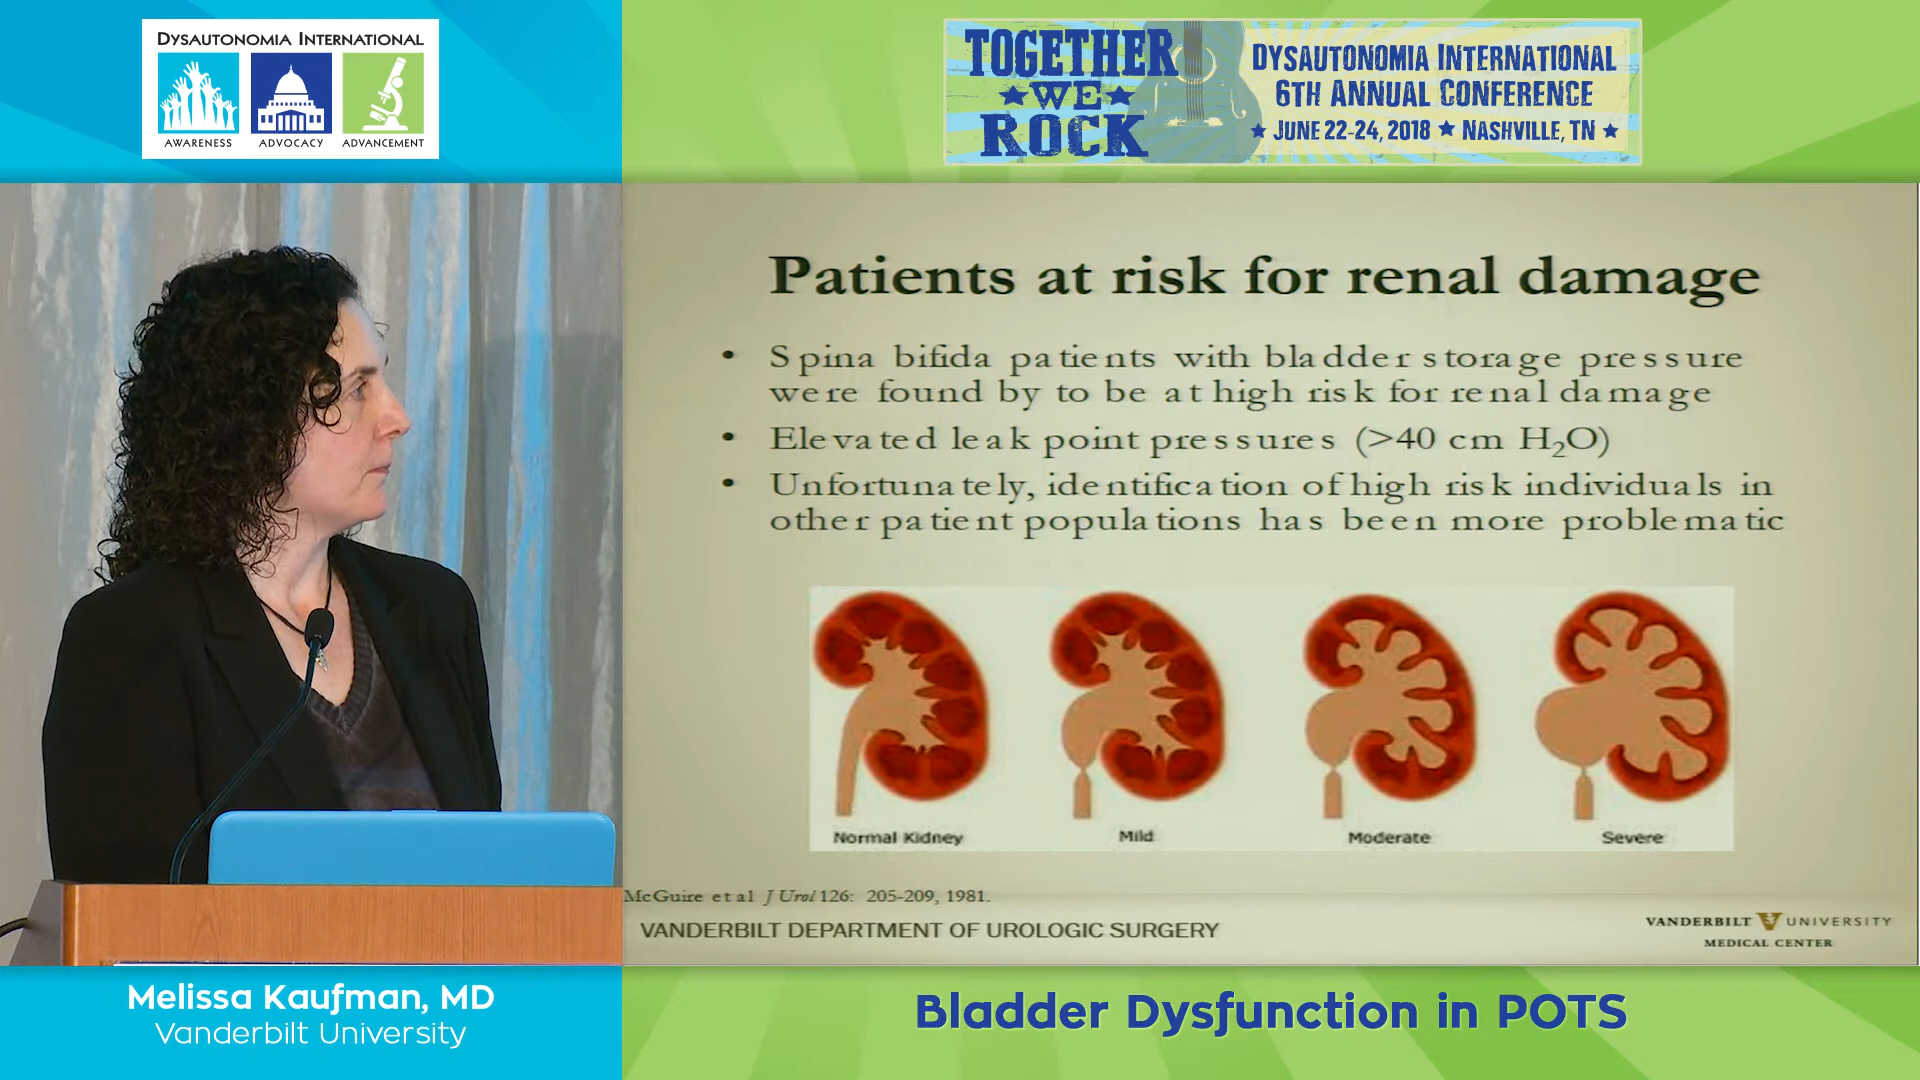 DYSAUTONOMIA INTERNATIONAL
AWARENESS ADVOCACY ADVANCEMENT
TOGETHER
WE
ROCK
DYSAUTONOMIA INTERNATIONAL
6TH ANNUAL CONFERENCE
JUNE 22-24, 2018 NASHVILLE, TN
Patients at risk for renal damage
• Spina bifida patients with bladder storage pressure
were found by to be at high risk for renal damage
• Elevated leak point pressures (>40 cm H₂O)
• Unfortunately, identification of high risk individuals in
other patient populations has been more problematic
Normal Kidney Mild Moderate Severe
McGuire et al J Urol 126: 205-209, 1981.
VANDERBILT DEPARTMENT OF UROLOGIC SURGERY
VANDERBILT UNIVERSITY
MEDICAL CENTER
Melissa Kaufman, MD
Vanderbilt University
Bladder Dysfunction in POTS